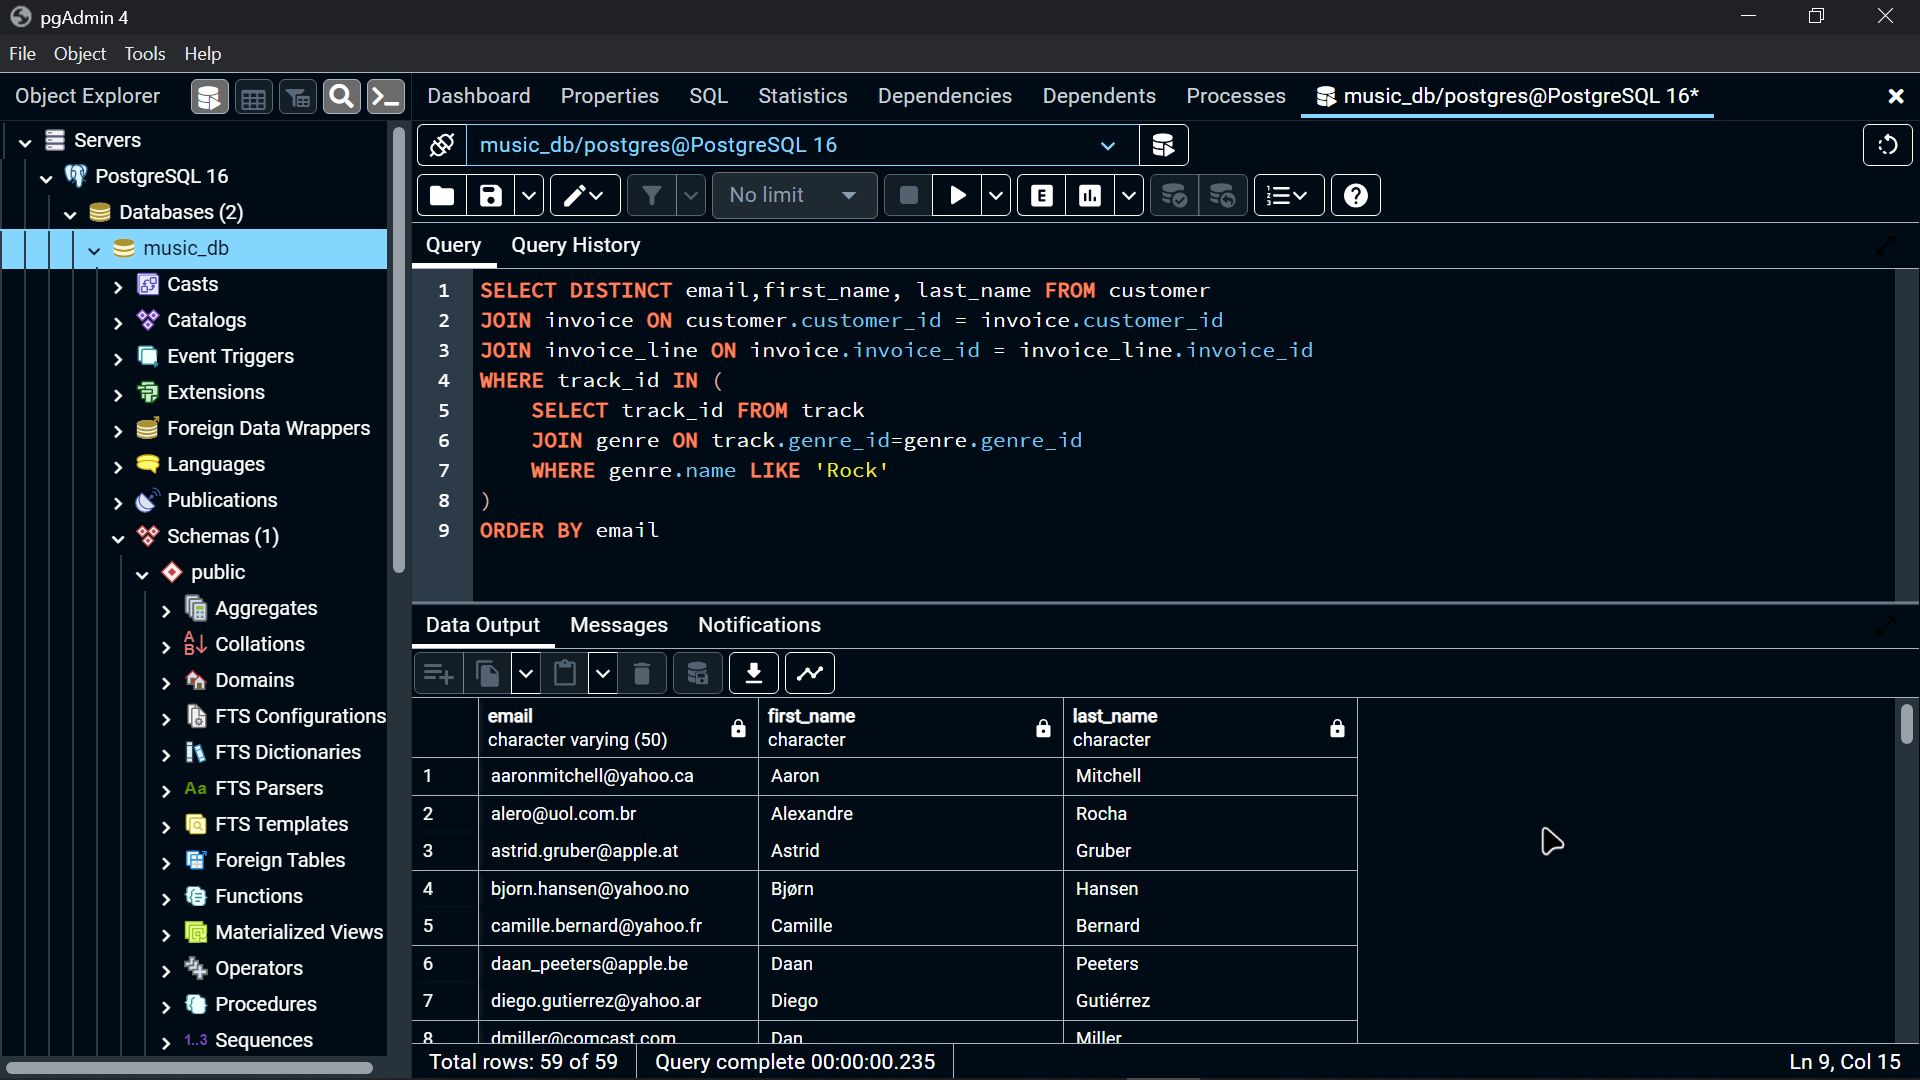 pgAdmin 4
File Object Tools Help
Object Explorer
Dashboard Properties SQL Statistics Dependencies Dependents Processes music_db/postgres@PostgreSQL 16*
Servers
PostgreSQL 16
Databases (2)
music_db
Casts
Catalogs
Event Triggers
Extensions
Foreign Data Wrappers
Languages
Publications
Schemas (1)
public
Aggregates
Collations
Domains
FTS Configurations
FTS Dictionaries
Aa FTS Parsers
FTS Templates
Foreign Tables
Functions
Materialized Views
Operators
Procedures
1..3 Sequences
music_db/postgres@PostgreSQL 16
No limit
E
Query Query History
1 SELECT DISTINCT email,first_name, last_name FROM customer
2 JOIN invoice ON customer.customer_id = invoice.customer_id
3 JOIN invoice_line ON invoice.invoice_id = invoice_line.invoice_id
4 WHERE track_id IN (
5 SELECT track_id FROM track
6 JOIN genre ON track.genre_id=genre.genre_id
7 WHERE genre.name LIKE 'Rock'
8 )
9 ORDER BY email
Data Output Messages Notifications
email first_name last_name
character varying (50) character character
1 aaronmitchell@yahoo.ca Aaron Mitchell
2 alero@uol.com.br Alexandre Rocha
3 astrid.gruber@apple.at Astrid Gruber
4 bjorn.hansen@yahoo.no Bjørn Hansen
5 camille.bernard@yahoo.fr Camille Bernard
6 daan_peeters@apple.be Daan Peeters
7 diego.gutierrez@yahoo.ar Diego Gutiérrez
8 dmiller@comcast.com Dan Miller
Total rows: 59 of 59 Query complete 00:00:00.235 Ln 9, Col 15